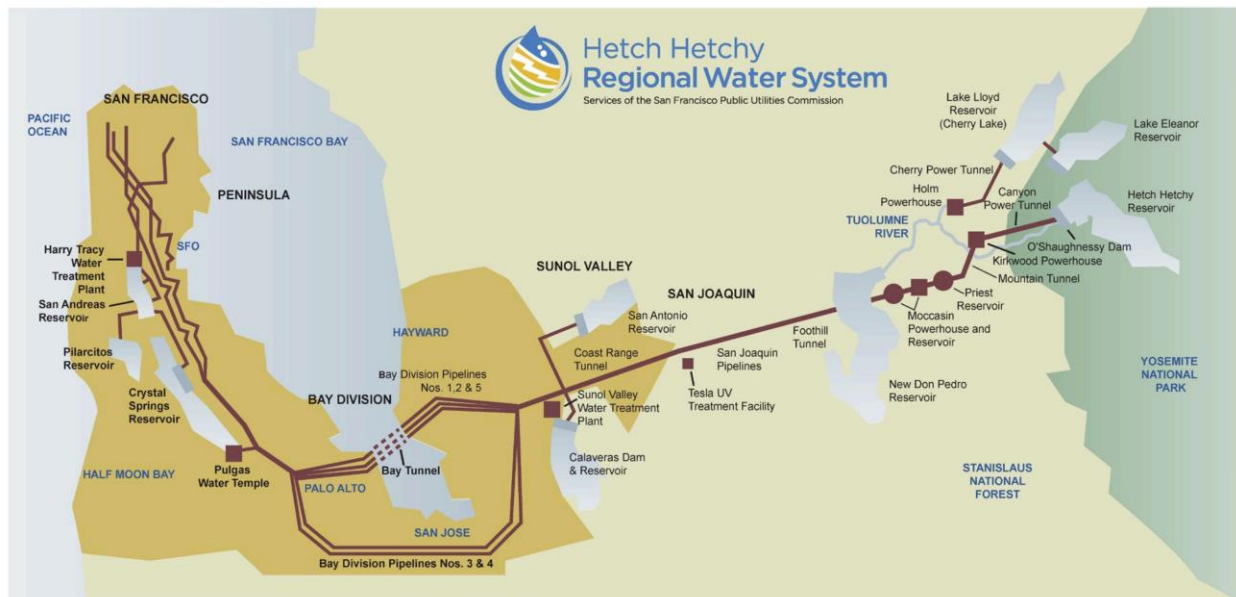 Hetch Hetchy
Regional Water System
Services of the San Francisco Public Utilities Commission
SAN FRANCISCO
PACIFIC
OCEAN
SAN FRANCISCO BAY
PENINSULA
SFO
Harry Tracy
Water
Treatment
Plant
San Andreas
Reservoir
Pilarcitos
Reservoir
Crystal
Springs
Reservoir
HALF MOON BAY
Pulgas
Water Temple
BAY DIVISION
PALO ALTO
Bay Tunnel
SAN JOSE
Bay Division Pipelines Nos. 3 & 4
HAYWARD
Bay Division Pipelines
Nos. 1,2 & 5
SUNOL VALLEY
San Antonio
Reservoir
Coast Range
Tunnel
Sunol Valley
Water Treatment
Plant
Calaveras Dam
& Reservoir
SAN JOAQUIN
San Joaquin
Pipelines
Tesla UV
Treatment Facility
Foothill
Tunnel
New Don Pedro
Reservoir
Moccasin
Powerhouse and
Reservoir
Priest
Reservoir
Mountain Tunnel
Kirkwood Powerhouse
O'Shaughnessy Dam
TUOLUMNE
RIVER
Holm
Powerhouse
Cherry Power Tunnel
Canyon
Power Tunnel
Lake Lloyd
Reservoir
(Cherry Lake)
Lake Eleanor
Reservoir
Hetch Hetchy
Reservoir
YOSEMITE
NATIONAL
PARK
STANISLAUS
NATIONAL
FOREST